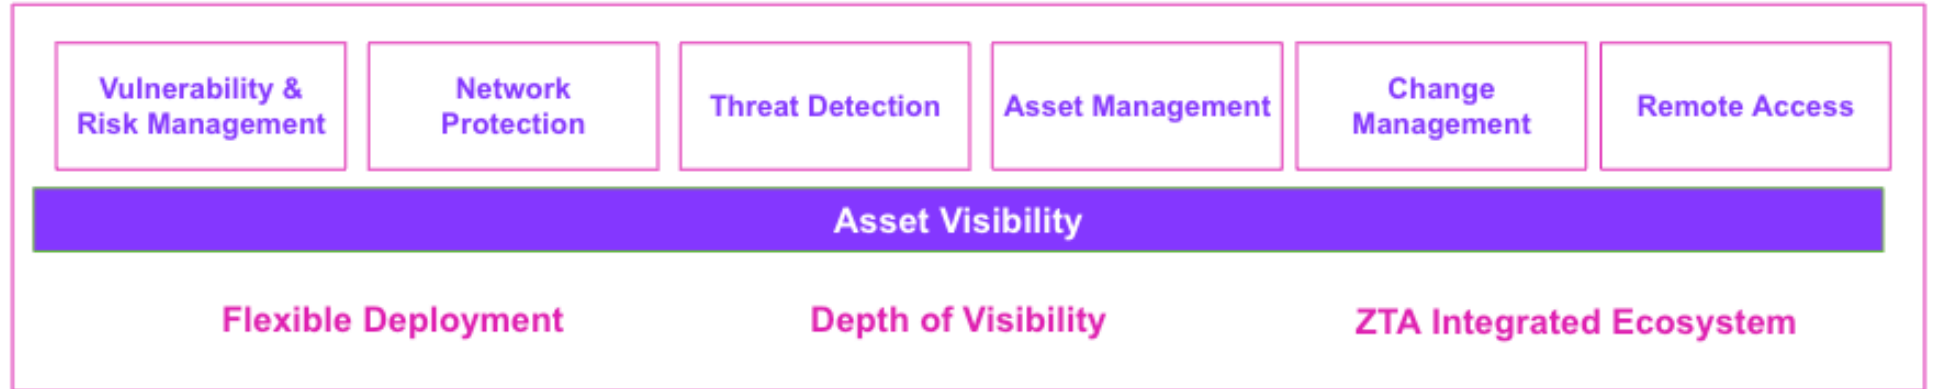 Vulnerability &
Risk Management
Network
Protection
Threat Detection
Asset Management
Change
Management
Remote Access
Asset Visibility
Flexible Deployment
Depth of Visibility
ZTA Integrated Ecosystem